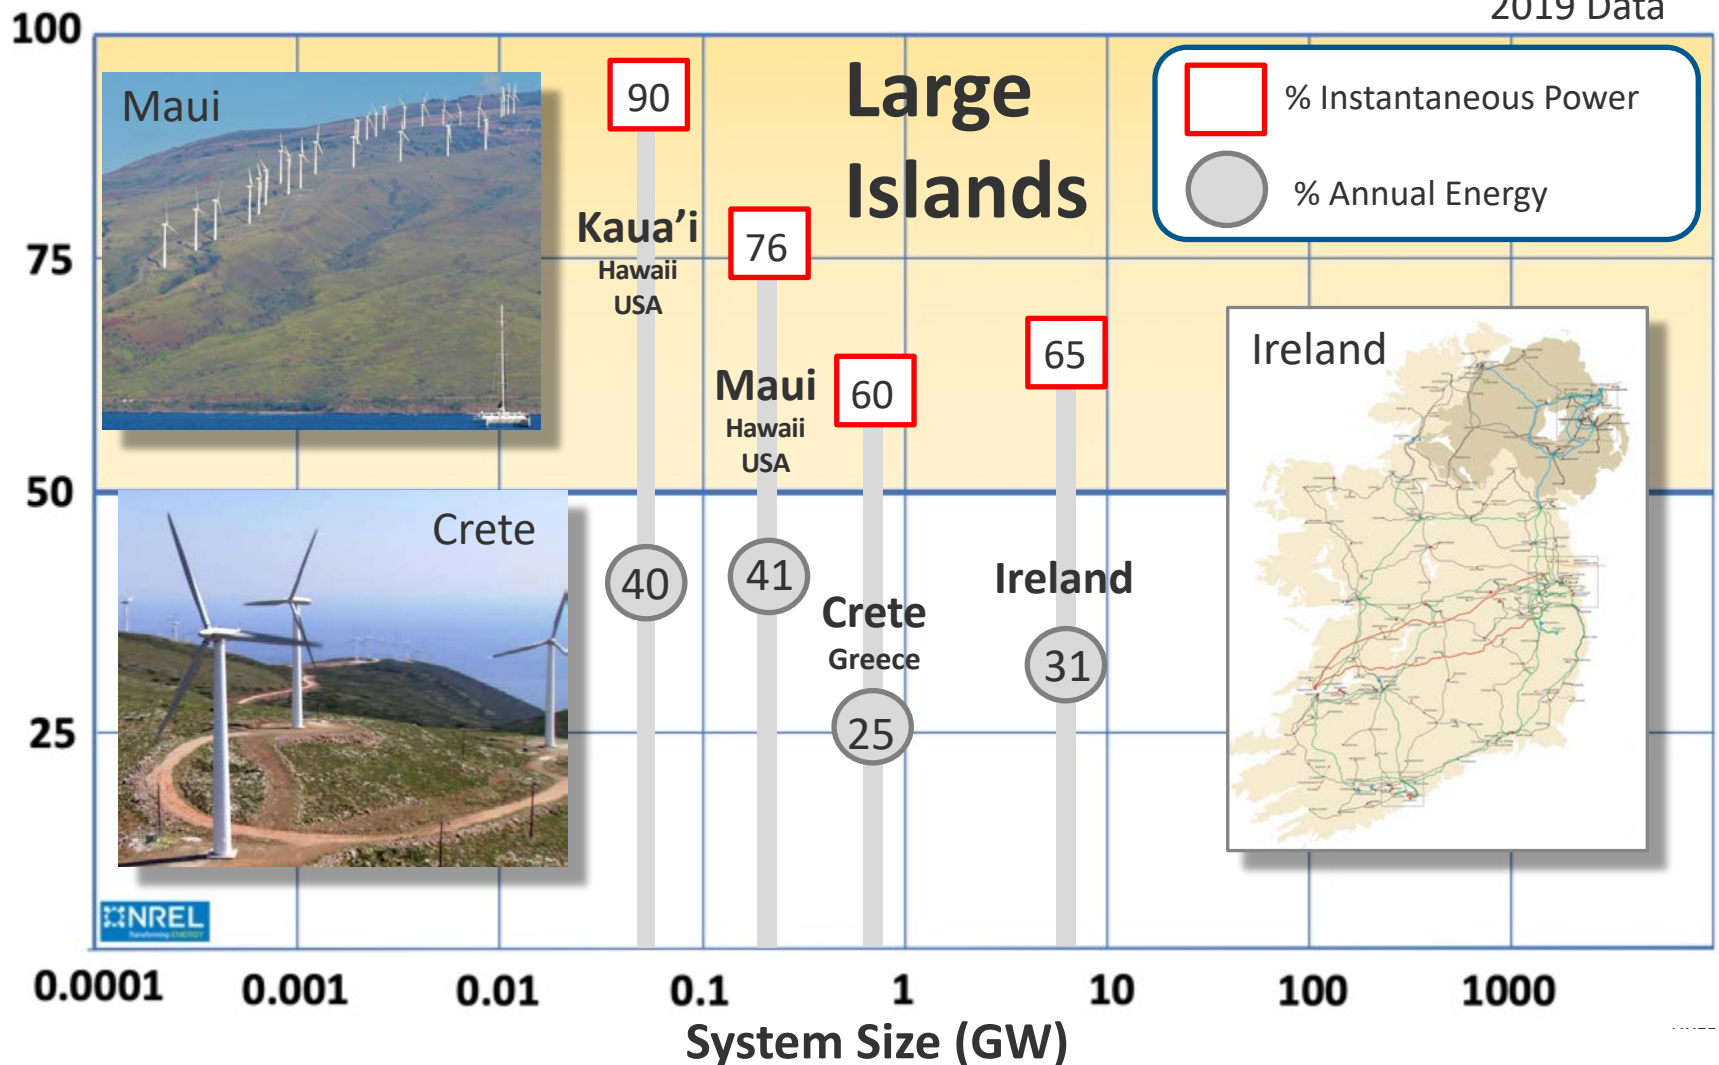 2019 Data
100
75
50
25
Large
Islands
% Instantaneous Power
% Annual Energy
Maui
Crete
Ireland
90
Kaua’i
Hawaii
USA
40
76
Maui
Hawaii
USA
41
60
Crete
Greece
25
65
Ireland
31
NREL
Transforming ENERGY
0.0001
0.001
0.01
0.1
1
10
100
1000
System Size (GW)